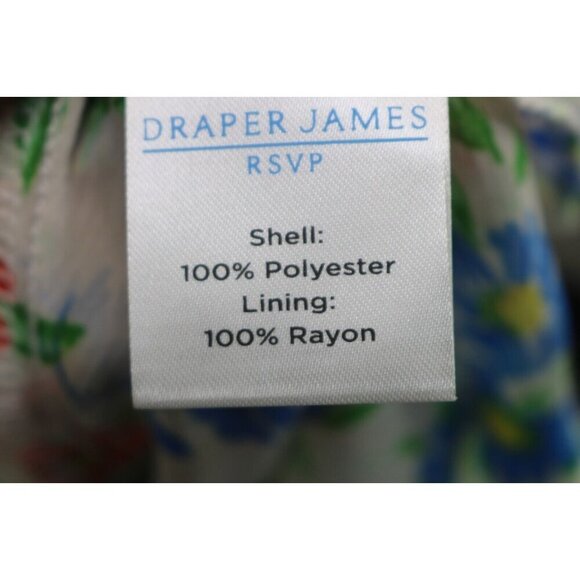 DRAPER JAMES
RSVP
Shell:
100% Polyester
Lining:
100% Rayon